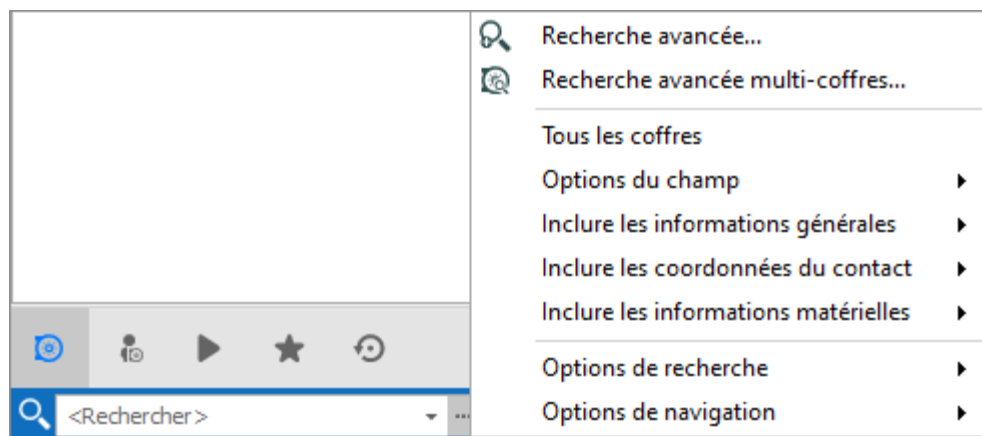 Recherche avancée...
Recherche avancée multi-coffres...
Tous les coffres
Options du champ
Inclure les informations générales
Inclure les coordonnées du contact
Inclure les informations matérielles
Options de recherche
Options de navigation
<Rechercher>